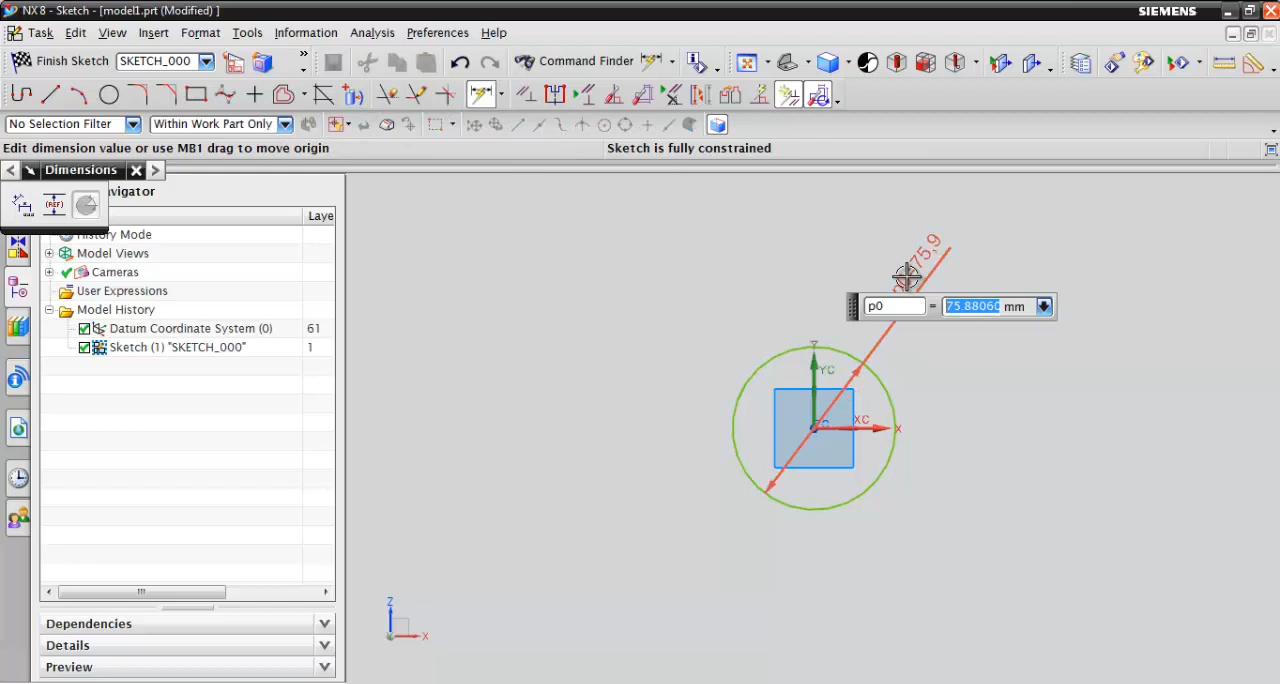 NX 8 - Sketch - [model1.prt (Modified) ]
SIEMENS
Task Edit View Insert Format Tools Information Analysis Preferences Help
Finish Sketch SKETCH_000 Command Finder
No Selection Filter Within Work Part Only
Edit dimension value or use MB1 drag to move origin Sketch is fully constrained
Dimensions
(REF)
avigator
Laye
History Mode
Model Views
Cameras
User Expressions
Model History
Datum Coordinate System (0) 61
Sketch (1) "SKETCH_000" 1
75,9
p0 = 75.88060 mm
Y
YC
XC
X
Z
X
Dependencies
Details
Preview